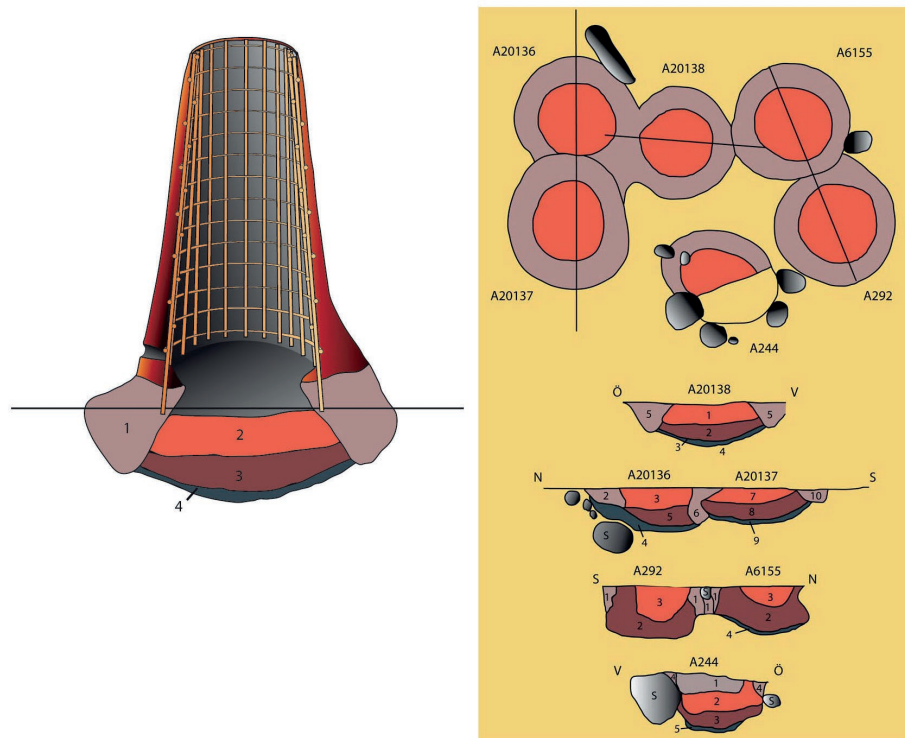 1
2
3
4
A20136
A20138
A6155
A20137
A292
A244
A20138
Ö V
5 1 5
2
3 4
A20136 A20137
N S
2 3 7 10
5 6 8
S 4 9
A292 A6155
S N
1 3 1 S 1 3
1
2 2
4
A244
V Ö
4 1 4
S 2 S
3
5